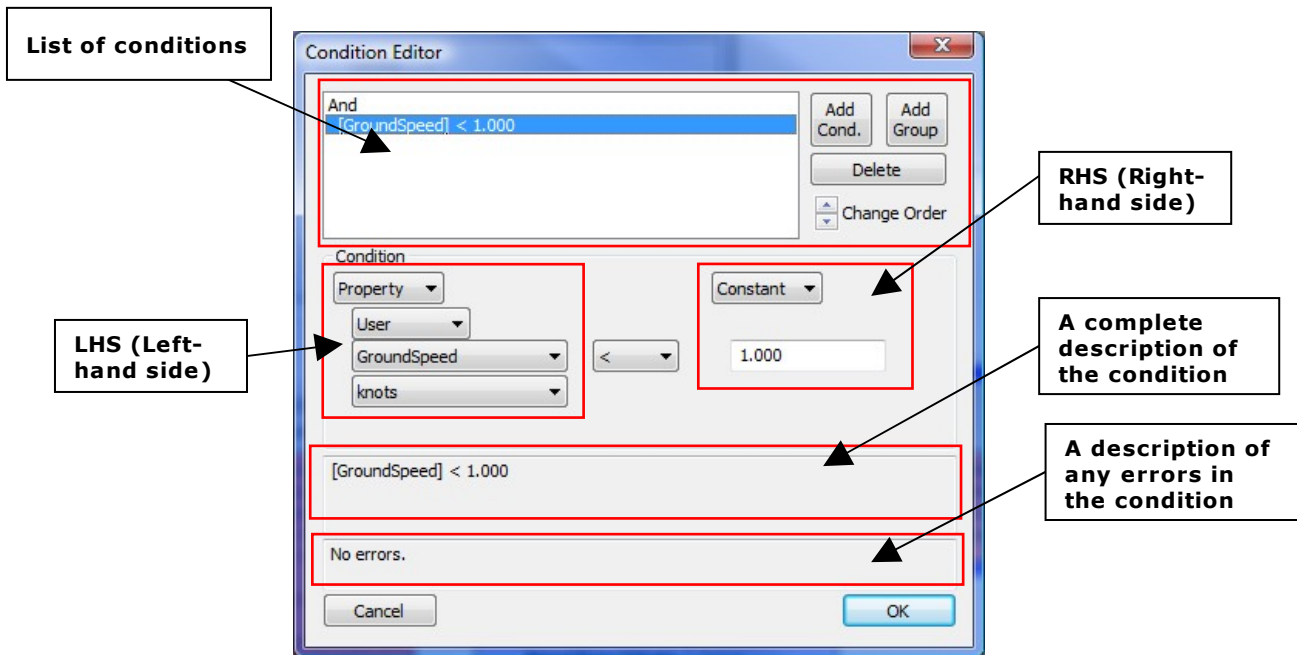 List of conditions
Condition Editor
And
[GroundSpeed] < 1.000
Add
Cond.
Add
Group
Delete
Change Order
RHS (Right-
hand side)
Condition
Property
User
GroundSpeed
knots
<
Constant
1.000
LHS (Left-
hand side)
A complete
description of
the condition
[GroundSpeed] < 1.000
A description of
any errors in
the condition
No errors.
Cancel
OK